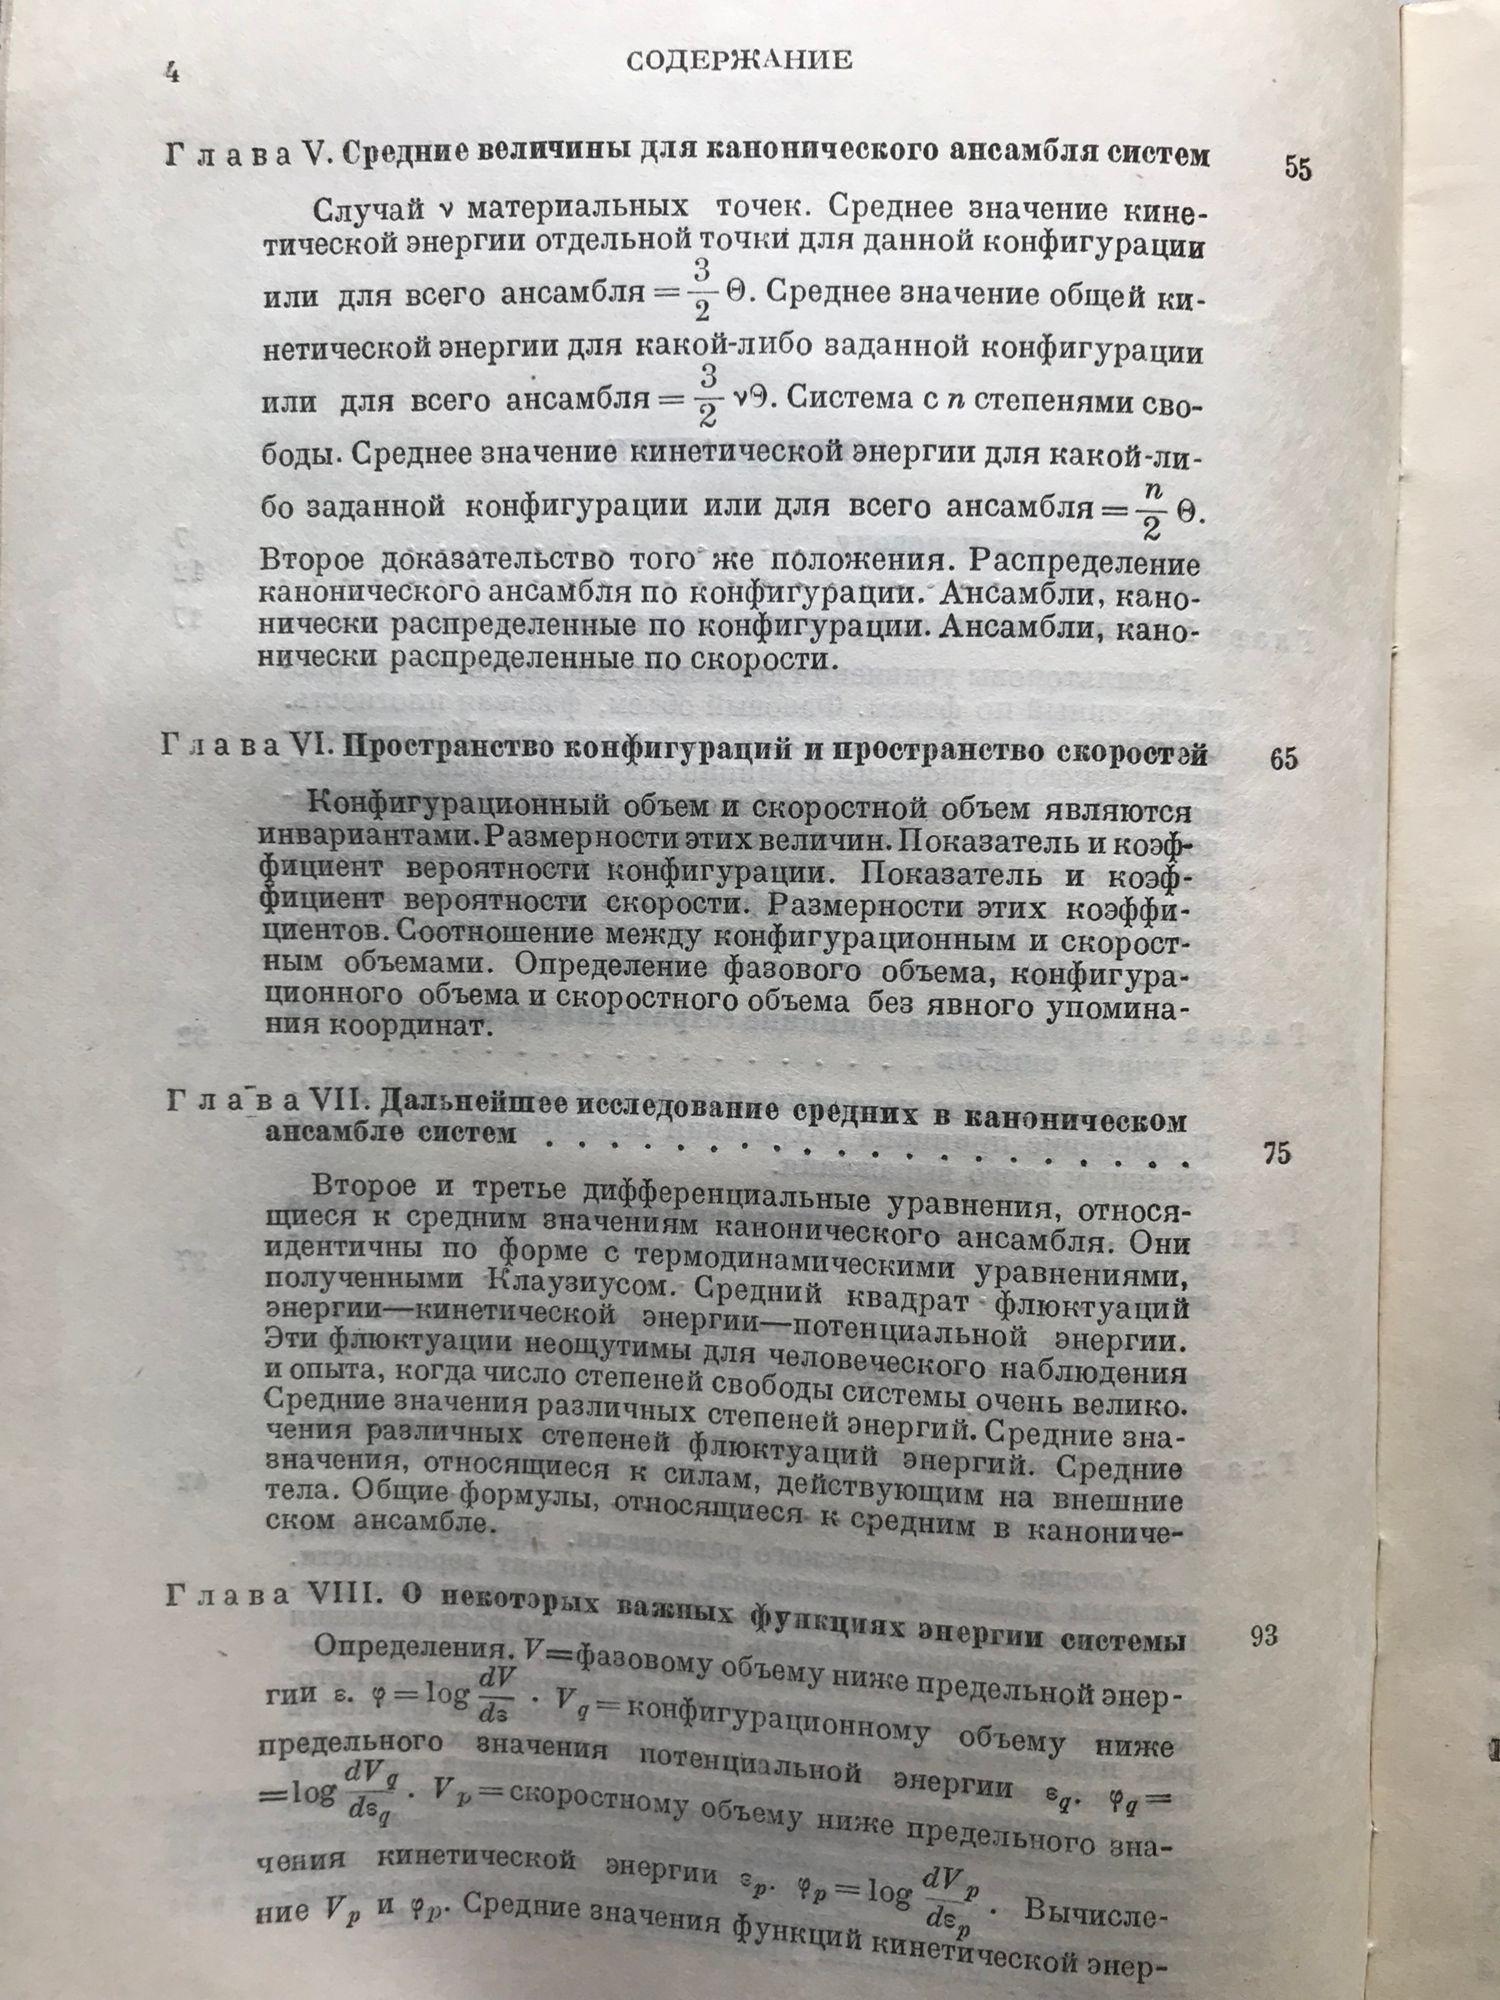 4
СОДЕРЖАНИЕ
Глава V. Средние величины для канонического ансамбля систем 55
Случай ν материальных точек. Среднее значение кине-
тической энергии отдельной точки для данной конфигурации
или для всего ансамбля = 3/2 Θ. Среднее значение общей ки-
нетической энергии для какой-либо заданной конфигурации
или для всего ансамбля = 3/2 νΘ. Система с n степенями сво-
боды. Среднее значение кинетической энергии для какой-ли-
бо заданной конфигурации или для всего ансамбля = n/2 Θ.
Второе доказательство того же положения. Распределение
канонического ансамбля по конфигурации. Ансамбли, кано-
нически распределенные по конфигурации. Ансамбли, кано-
нически распределенные по скорости.
Глава VI. Пространство конфигураций и пространство скоростей 65
Конфигурационный объем и скоростной объем являются
инвариантами. Размерности этих величин. Показатель и коэф-
фициент вероятности конфигурации. Показатель и коэф-
фициент вероятности скорости. Размерности этих коэффи-
циентов. Соотношение между конфигурационным и скорост-
ным объемами. Определение фазового объема, конфигура-
ционного объема и скоростного объема без явного упомина-
ния координат.
Глава VII. Дальнейшее исследование средних в каноническом
ансамбле систем . . . . . . . . . . . . . . . . . . . . 75
Второе и третье дифференциальные уравнения, относя-
щиеся к средним значениям канонического ансамбля. Они
идентичны по форме с термодинамическими уравнениями,
полученными Клаузиусом. Средний квадрат флюктуаций
энергии—кинетической энергии—потенциальной энергии.
Эти флюктуации неощутимы для человеческого наблюдения
и опыта, когда число степеней свободы системы очень велико.
Средние значения различных степеней энергий. Средние зна-
чения различных степеней флюктуаций энергий. Средние
значения, относящиеся к силам, действующим на внешние
тела. Общие формулы, относящиеся к средним в канониче-
ском ансамбле.
Глава VIII. О некоторых важных функциях энергии системы 93
Определения. V=фазовому объему ниже предельной энер-
гии ε. φ = log dV/dε. V_q = конфигурационному объему ниже
предельного значения потенциальной энергии ε_q. φ_q =
= log dV_q/dε_q. V_p = скоростному объему ниже предельного зна-
чения кинетической энергии ε_p. φ_p = log dV_p/dε_p. Вычисле-
ние V_p и φ_p. Средние значения функций кинетической энер-